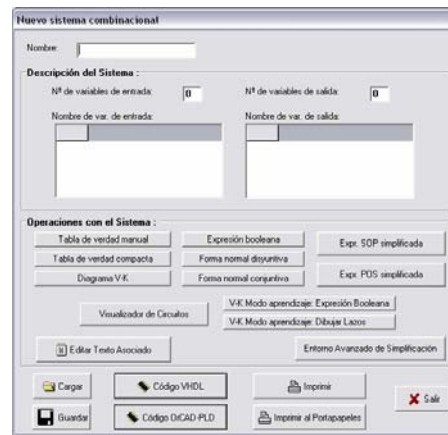 Nuevo sistema combinacional
Nombre:
Descripción del Sistema :
Nº de variables de entrada: 0 Nº de variables de salida: 0
Nombre de var. de entrada: Nombre de var. de salida:
Operaciones con el Sistema :
Tabla de verdad manual Expresión booleana Expr. SOP simplificada
Tabla de verdad compacta Forma normal disyuntiva
Diagrama V-K Forma normal conjuntiva Expr. POS simplificada
Visualizador de Circuitos V-K Modo aprendizaje: Expresión Booleana
V-K Modo aprendizaje: Dibujar Lazos
Editar Texto Asociado Entorno Avanzado de Simplificación
Cargar Código VHDL Imprimir
Salir
Guardar Código OrCAD-PLD Imprimir al Portapapeles